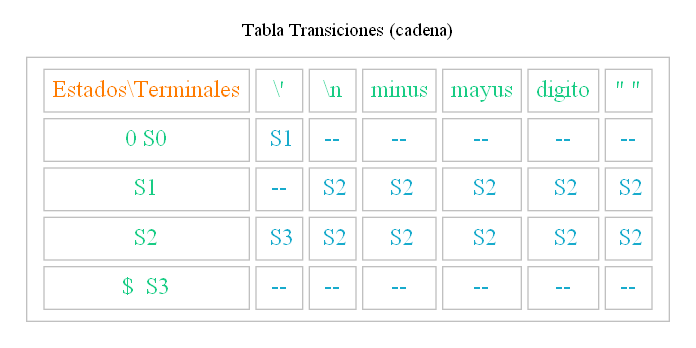 Tabla Transiciones (cadena)
Estados\Terminales \' \n minus mayus digito " "
0 S0 S1 -- -- -- -- --
S1 -- S2 S2 S2 S2 S2
S2 S3 S2 S2 S2 S2 S2
$ S3 -- -- -- -- -- --